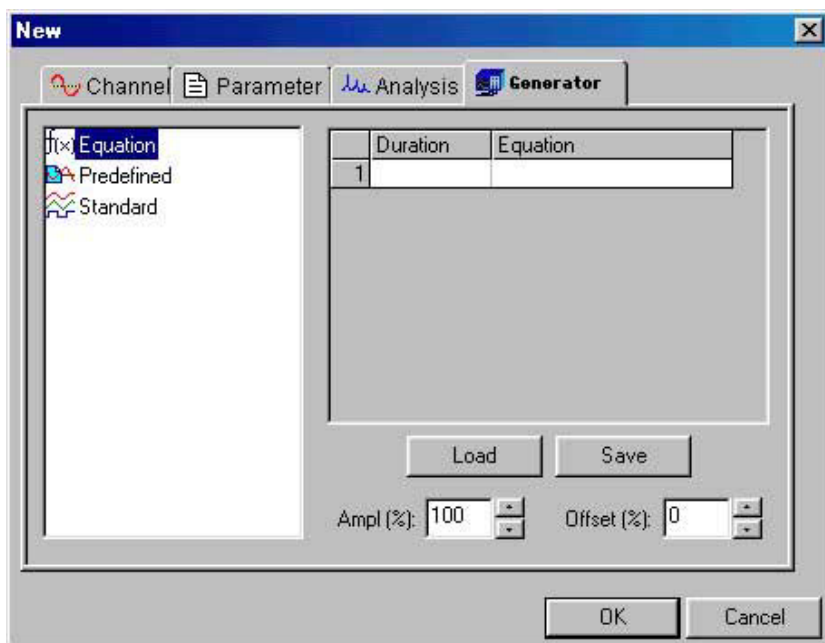 New
Channel Parameter Analysis Generator
f(x) Equation
Predefined
Standard
Duration Equation
1
Load Save
Ampl (%): 100 Offset (%): 0
OK Cancel